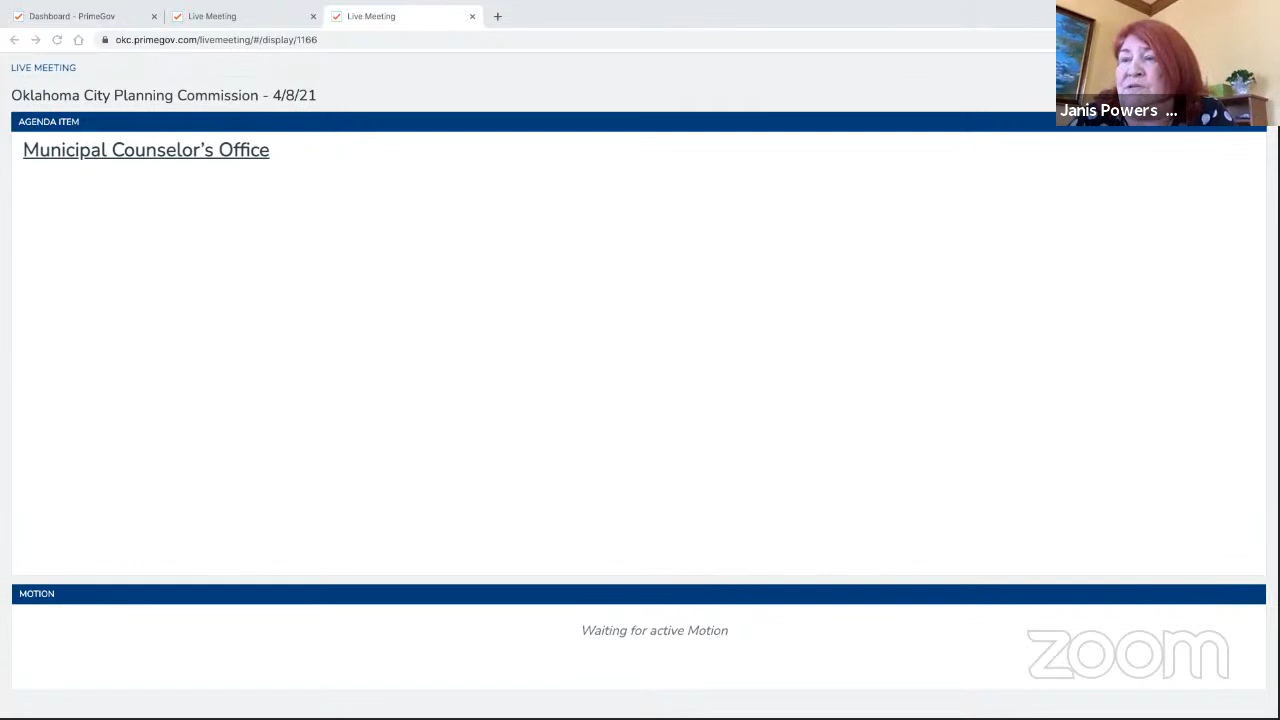 Dashboard - PrimeGov
Live Meeting
Live Meeting
okc.primegov.com/livemeeting/#/display/1166
LIVE MEETING
Oklahoma City Planning Commission - 4/8/21
Janis Powers ...
AGENDA ITEM
Municipal Counselor's Office
MOTION
Waiting for active Motion
zoom